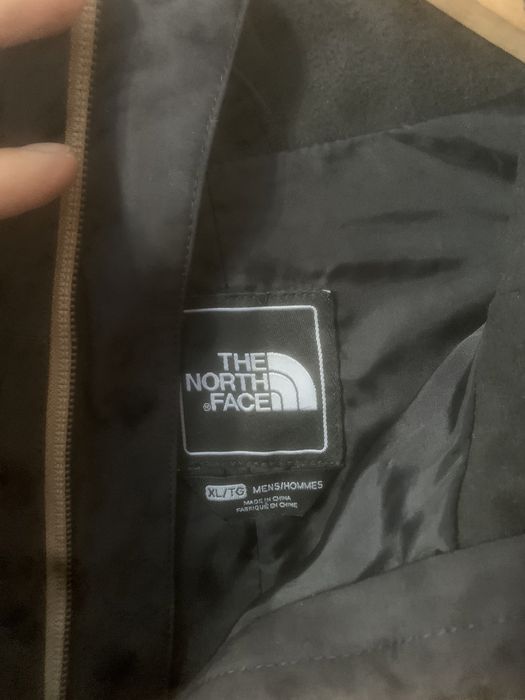 THE
NORTH
®FACE
XL/TG MENS/HOMMES
MADE IN CHINA
FABRIQUÉ EN CHINE